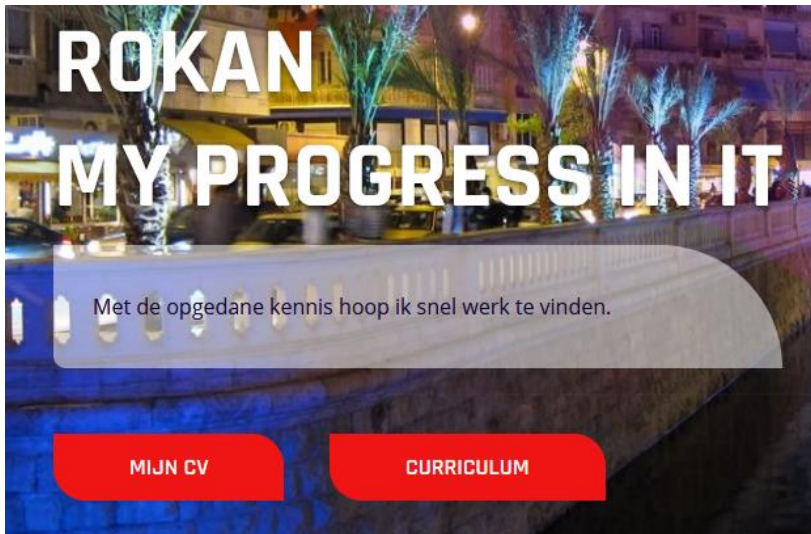 ROKAN
MY PROGRESS IN IT
Met de opgedane kennis hoop ik snel werk te vinden.
MIJN CV
CURRICULUM